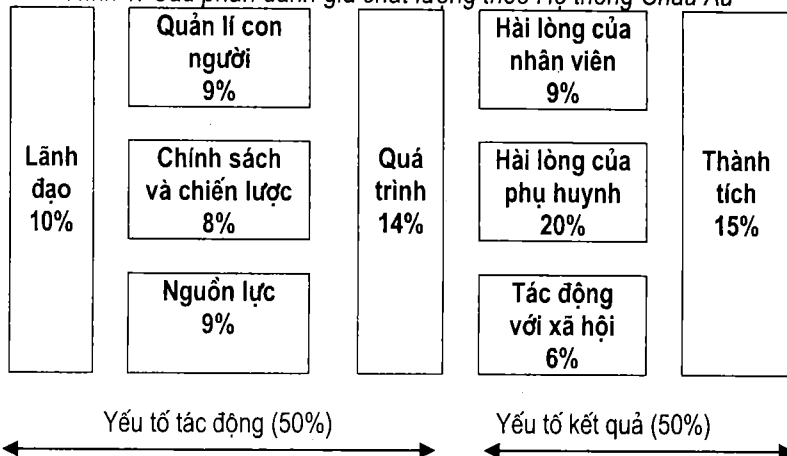 Quản lí con
người
9%
Hài lòng của
nhân viên
9%
Lãnh
đạo
10%
Chính sách
và chiến lược
8%
Quá
trình
14%
Hài lòng của
phụ huynh
20%
Thành
tích
15%
Nguồn lực
9%
Tác động
với xã hội
6%
Yếu tố tác động (50%)
Yếu tố kết quả (50%)